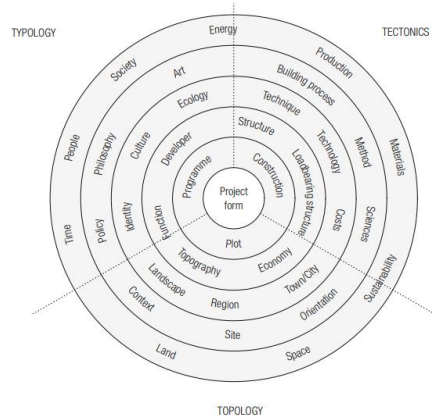 TYPOLOGY
TECTONICS
Energy
Society
Production
People
Materials
Time
Sustainability
Land
Space
Art
Building process
Philosophy
Method
Policy
Sciences
Context
Orientation
Site
Ecology
Technique
Culture
Technology
Identity
Costs
Landscape
Town/City
Region
Structure
Developer
Loadbearing structure
Function
Topography
Economy
Programme
Construction
Plot
Project
form
TOPOLOGY